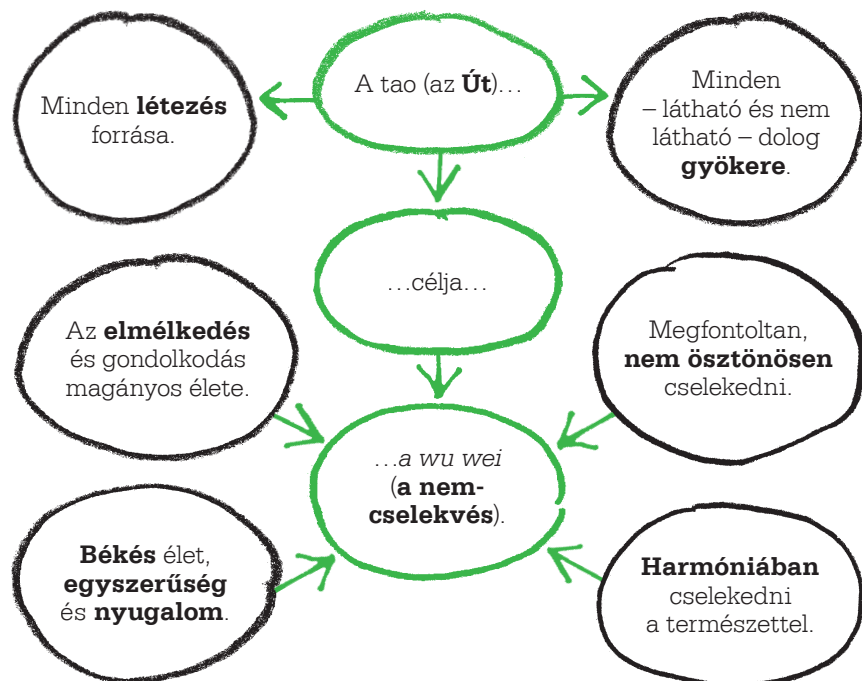 Minden létezés
forrása.
A tao (az Út)…
Minden
– látható és nem
látható – dolog
gyökere.
…célja…
Az elmélkedés
és gondolkodás
magányos élete.
Megfontoltan,
nem ösztönösen
cselekedni.
…a wu wei
(a nem-
cselekvés).
Békés élet,
egyszerűség
és nyugalom.
Harmóniában
cselekedni
a természettel.